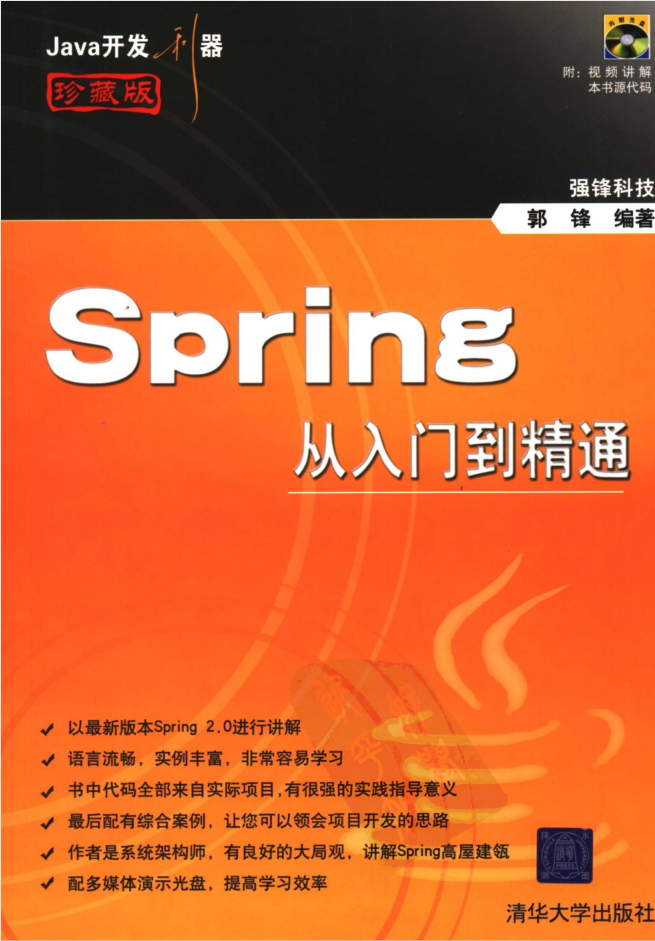 Java开发利器
珍藏版
内附光盘
附：视频讲解
本书源代码
强锋科技
郭 锋 编著
Spring
从入门到精通
✓ 以最新版本Spring 2.0进行讲解
✓ 语言流畅，实例丰富，非常容易学习
✓ 书中代码全部来自实际项目,有很强的实践指导意义
✓ 最后配有综合案例，让您可以领会项目开发的思路
✓ 作者是系统架构师，有良好的大局观，讲解Spring高屋建瓴
✓ 配多媒体演示光盘，提高学习效率
清华大学出版社